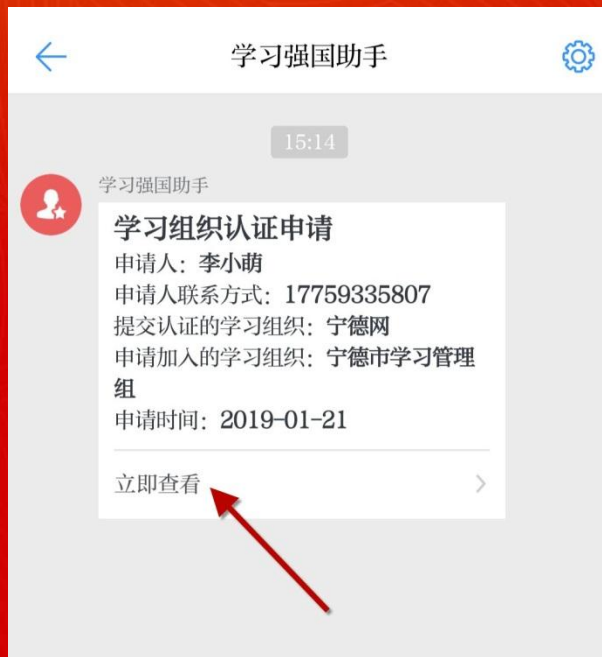 学习强国助手
15:14
学习强国助手
学习组织认证申请
申请人：李小萌
申请人联系方式：17759335807
提交认证的学习组织：宁德网
申请加入的学习组织：宁德市学习管理
组
申请时间：2019-01-21
立即查看